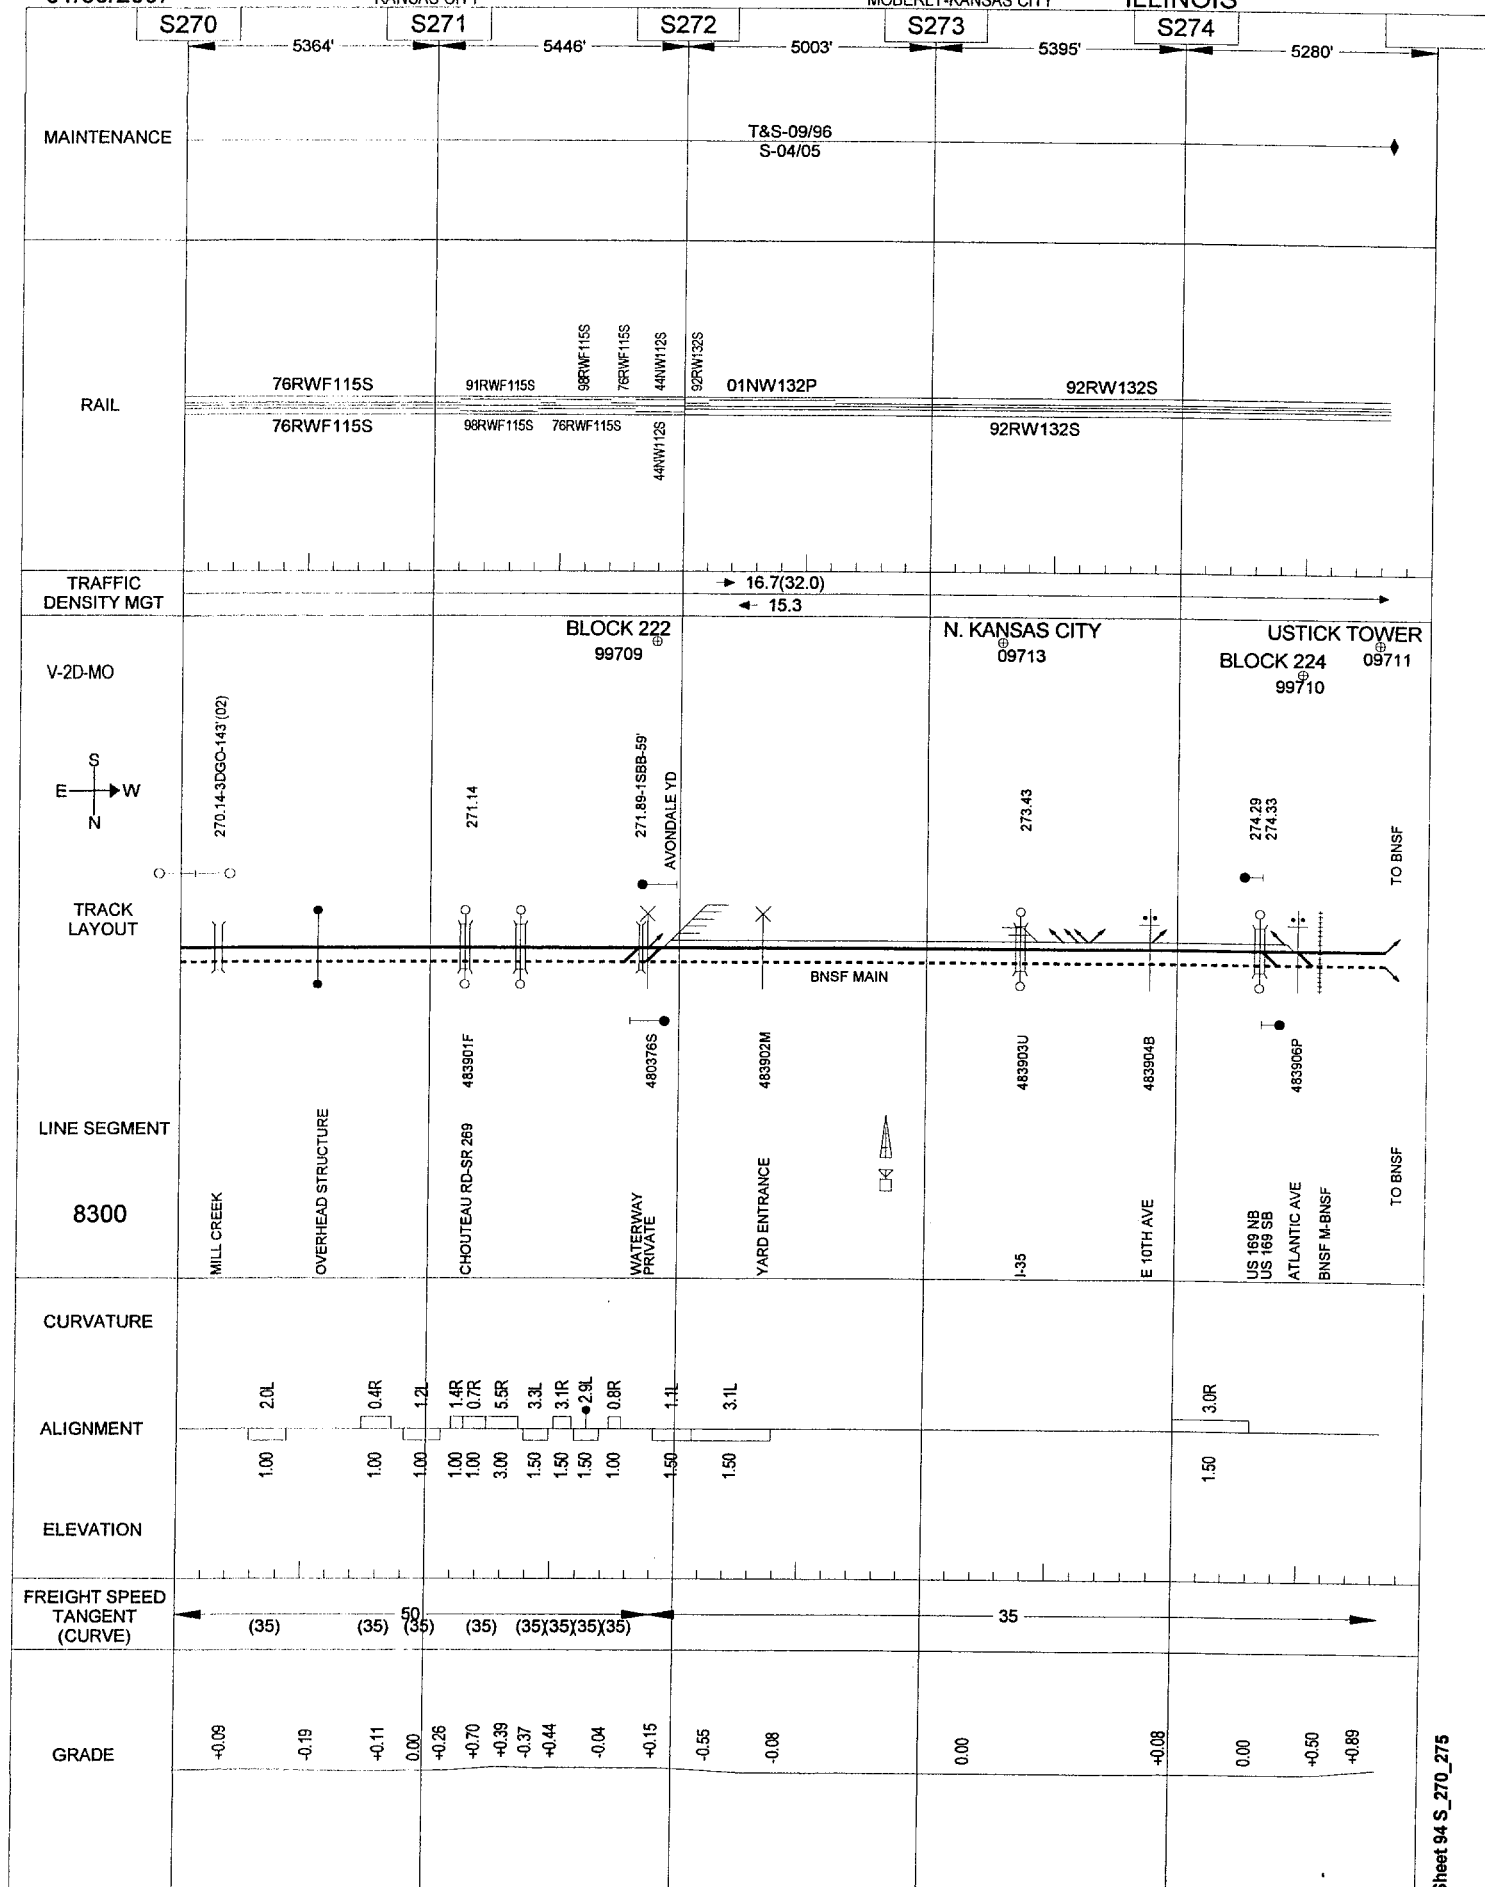 KANSAS CITY
MOBERLY-KANSAS CITY
ILLINOIS
S270
S271
S272
S273
S274
5364'
5446'
5003'
5395'
5280'
MAINTENANCE
T&S-09/96
S-04/05
RAIL
76RWF115S
91RWF115S
98RWF115S
76RWF115S
44NW112S
92RW132S
01NW132P
92RW132S
76RWF115S
98RWF115S
76RWF115S
44NW112S
92RW132S
TRAFFIC
DENSITY MGT
16.7(32.0)
15.3
V-2D-MO
BLOCK 222
99709
N. KANSAS CITY
09713
USTICK TOWER
09711
BLOCK 224
99710
S
E
W
N
270.14-3DGO-143'(02)
271.14
271.89-1SBB-59'
AVONDALE YD
273.43
274.29
274.33
TO BNSF
TRACK
LAYOUT
BNSF MAIN
483901F
480376S
483902M
483903U
483904B
483906P
LINE SEGMENT
8300
MILL CREEK
OVERHEAD STRUCTURE
CHOUTEAU RD-SR 269
WATERWAY
PRIVATE
YARD ENTRANCE
I-35
E 10TH AVE
US 169 NB
US 169 SB
ATLANTIC AVE
BNSF M-BNSF
TO BNSF
CURVATURE
ALIGNMENT
2.0L
0.4R
1.2L
1.4R
0.7R
5.5R
3.3L
3.1R
2.9L
0.8R
1.1L
3.1L
3.0R
1.00
1.00
1.00
1.00
1.00
3.00
1.50
1.50
1.50
1.00
1.50
1.50
1.50
ELEVATION
FREIGHT SPEED
TANGENT
(CURVE)
50
35
(35)
(35)
(35)
(35)
(35)(35)(35)(35)
GRADE
+0.09
-0.19
+0.11
0.00
+0.26
+0.70
+0.39
-0.37
+0.44
-0.04
+0.15
-0.55
-0.08
0.00
+0.08
0.00
+0.50
+0.89
Sheet 94 S_270_275